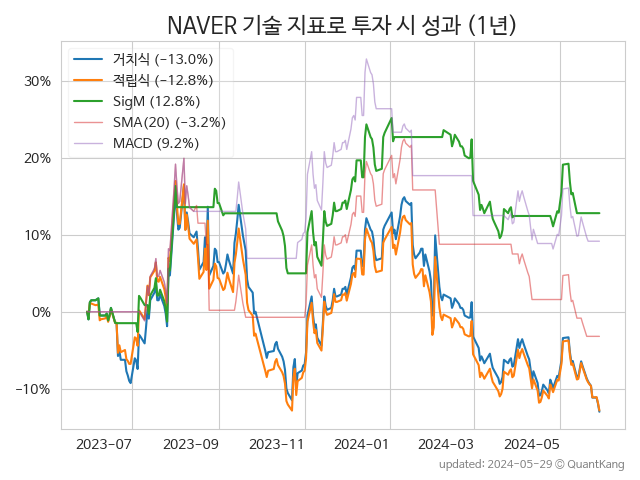 NAVER 기술 지표로 투자 시 성과 (1년)
거치식 (−13.0%)
적립식 (−12.8%)
SigM (12.8%)
SMA(20) (−3.2%)
MACD (9.2%)
30%
20%
10%
0%
−10%
2023-07 2023-09 2023-11 2024-01 2024-03 2024-05
updated: 2024-05-29 © QuantKang